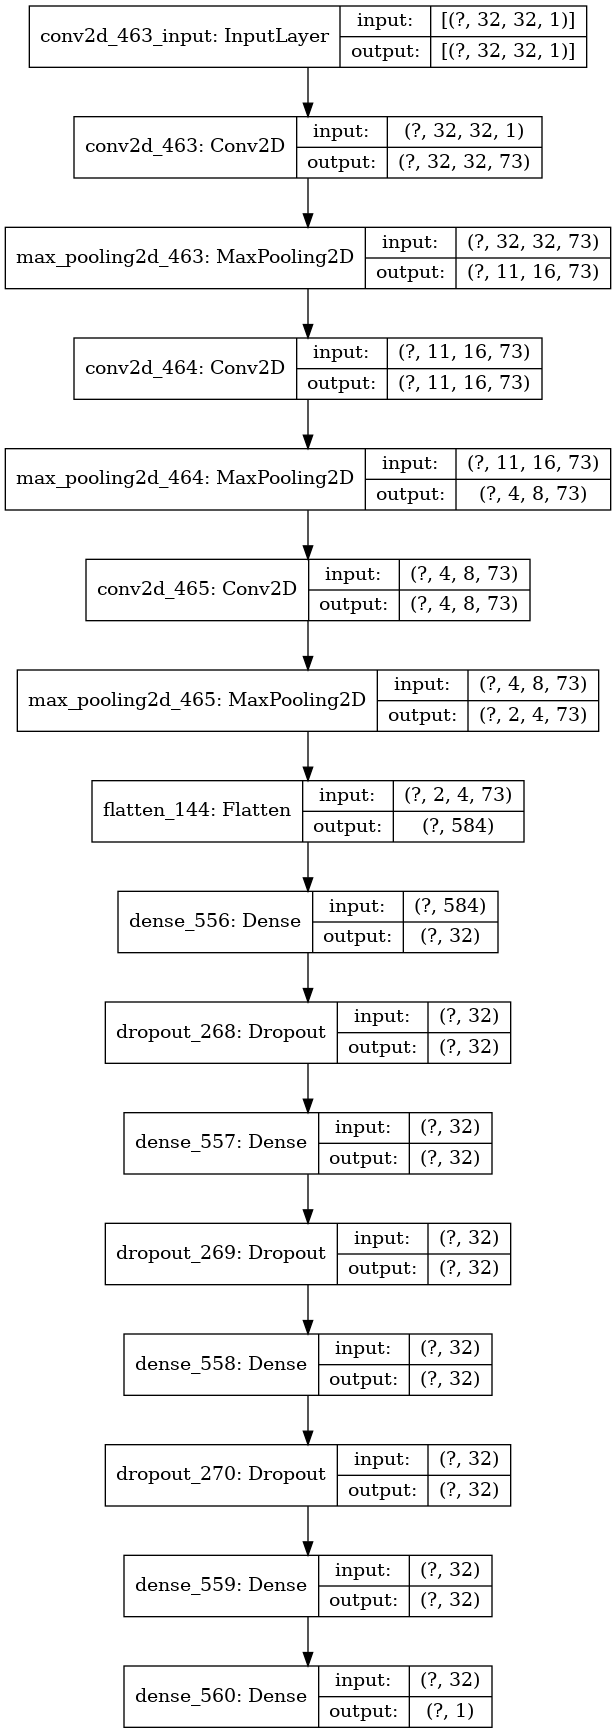 conv2d_463_input: InputLayer
input:
[(?, 32, 32, 1)]
output:
[(?, 32, 32, 1)]
conv2d_463: Conv2D
input:
(?, 32, 32, 1)
output:
(?, 32, 32, 73)
max_pooling2d_463: MaxPooling2D
input:
(?, 32, 32, 73)
output:
(?, 11, 16, 73)
conv2d_464: Conv2D
input:
(?, 11, 16, 73)
output:
(?, 11, 16, 73)
max_pooling2d_464: MaxPooling2D
input:
(?, 11, 16, 73)
output:
(?, 4, 8, 73)
conv2d_465: Conv2D
input:
(?, 4, 8, 73)
output:
(?, 4, 8, 73)
max_pooling2d_465: MaxPooling2D
input:
(?, 4, 8, 73)
output:
(?, 2, 4, 73)
flatten_144: Flatten
input:
(?, 2, 4, 73)
output:
(?, 584)
dense_556: Dense
input:
(?, 584)
output:
(?, 32)
dropout_268: Dropout
input:
(?, 32)
output:
(?, 32)
dense_557: Dense
input:
(?, 32)
output:
(?, 32)
dropout_269: Dropout
input:
(?, 32)
output:
(?, 32)
dense_558: Dense
input:
(?, 32)
output:
(?, 32)
dropout_270: Dropout
input:
(?, 32)
output:
(?, 32)
dense_559: Dense
input:
(?, 32)
output:
(?, 32)
dense_560: Dense
input:
(?, 32)
output:
(?, 1)